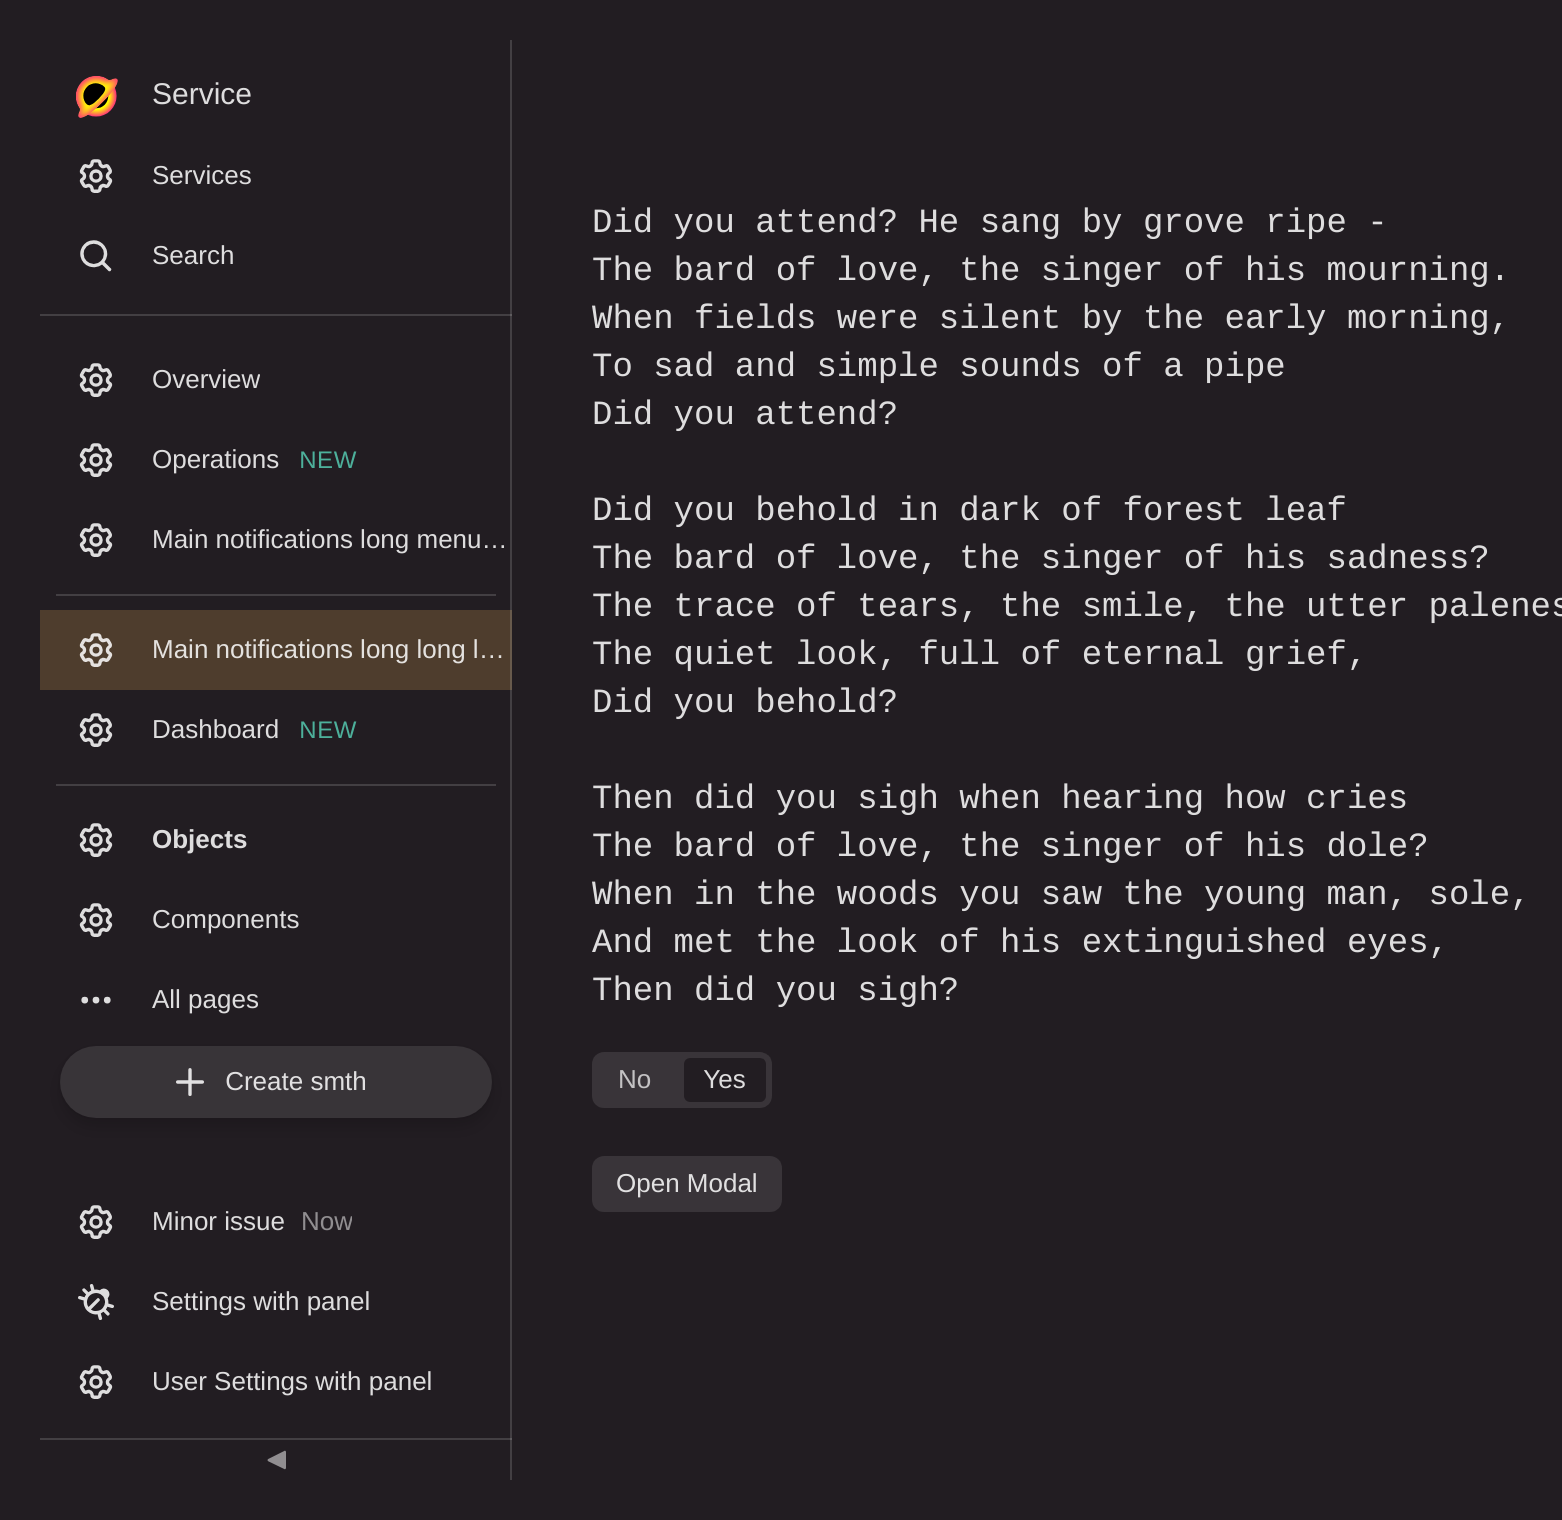 Service
Services
Search
Overview
Operations NEW
Main notifications long menu…
Main notifications long long l…
Dashboard NEW
Objects
Components
All pages
Create smth
Minor issue Now
Settings with panel
User Settings with panel
Did you attend? He sang by grove ripe -
The bard of love, the singer of his mourning.
When fields were silent by the early morning,
To sad and simple sounds of a pipe
Did you attend?
Did you behold in dark of forest leaf
The bard of love, the singer of his sadness?
The trace of tears, the smile, the utter palenes
The quiet look, full of eternal grief,
Did you behold?
Then did you sigh when hearing how cries
The bard of love, the singer of his dole?
When in the woods you saw the young man, sole,
And met the look of his extinguished eyes,
Then did you sigh?
No Yes
Open Modal